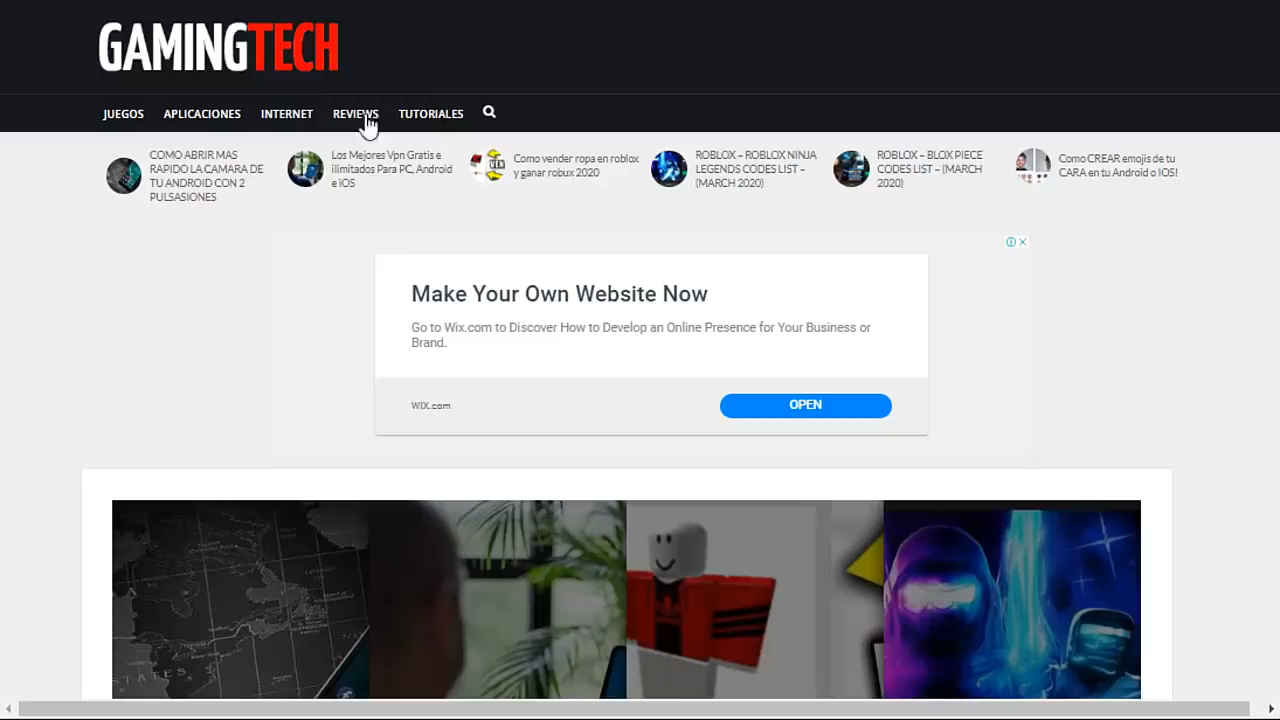 GAMINGTECH
JUEGOS APLICACIONES INTERNET REVIEWS TUTORIALES
COMO ABRIR MAS
RAPIDO LA CAMARA DE
TU ANDROID CON 2
PULSASIONES
Los Mejores Vpn Gratis e
ilimitados Para PC, Android
e iOS
Como vender ropa en roblox
y ganar robux 2020
ROBLOX – ROBLOX NINJA
LEGENDS CODES LIST –
(MARCH 2020)
ROBLOX – BLOX PIECE
CODES LIST – (MARCH
2020)
Como CREAR emojis de tu
CARA en tu Android o IOS!
Make Your Own Website Now
Go to Wix.com to Discover How to Develop an Online Presence for Your Business or
Brand.
WIX.com
OPEN